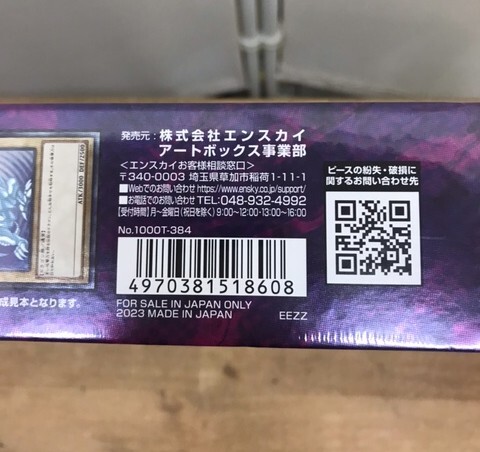 発売元：株式会社エンスカイ
アートボックス事業部
＜エンスカイお客様相談窓口＞
〒340-0003 埼玉県草加市稲荷1-11-1
■Webでのお問い合わせ https://www.ensky.co.jp/support/
■お電話でのお問い合わせ TEL:048-932-4992
【受付時間】月〜金曜日(祝日を除く)9:00〜12:00・13:00〜16:00
No.1000T-384
4970381518608
FOR SALE IN JAPAN ONLY
2023 MADE IN JAPAN
EEZZ
ピースの紛失・破損に
関するお問い合わせ先
成見本となります。
ATK/3000 DEF/2500